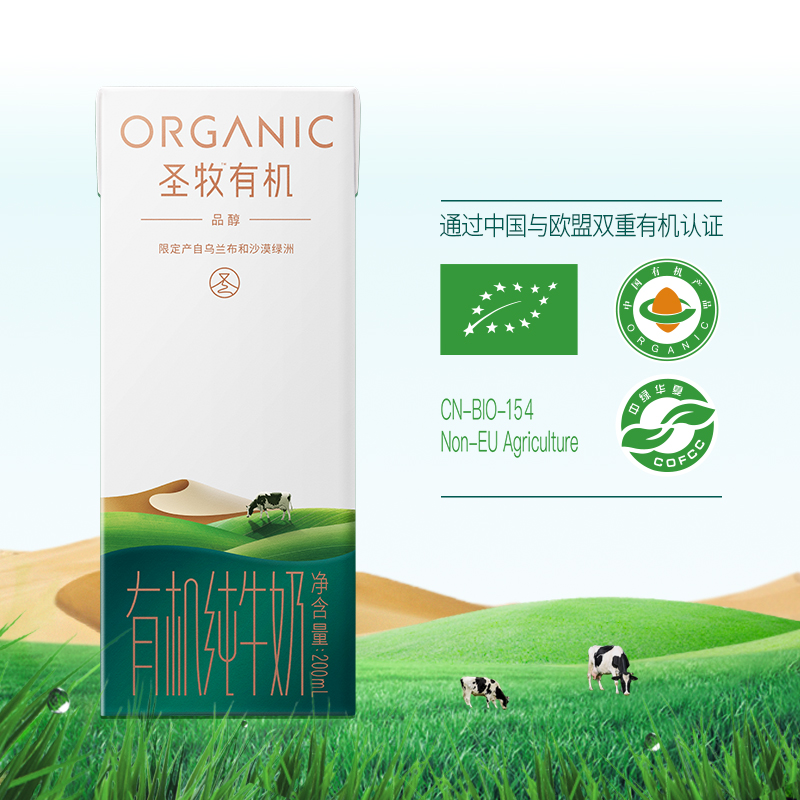 ORGANIC
圣牧有机
TM
品醇
限定产自乌兰布和沙漠绿洲
圣
有机纯牛奶
净含量:200mL
通过中国与欧盟双重有机认证
中国有机产品
ORGANIC
CN-BIO-154
Non-EU Agriculture
中绿华夏
COFCC